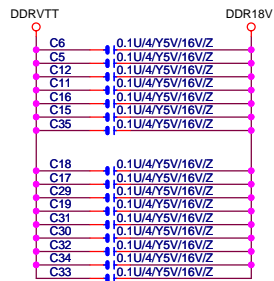 DDRVTT DDR18V
C6 0.1U/4/Y5V/16V/Z
C5 0.1U/4/Y5V/16V/Z
C12 0.1U/4/Y5V/16V/Z
C11 0.1U/4/Y5V/16V/Z
C16 0.1U/4/Y5V/16V/Z
C15 0.1U/4/Y5V/16V/Z
C35 0.1U/4/Y5V/16V/Z
C18 0.1U/4/Y5V/16V/Z
C17 0.1U/4/Y5V/16V/Z
C29 0.1U/4/Y5V/16V/Z
C19 0.1U/4/Y5V/16V/Z
C31 0.1U/4/Y5V/16V/Z
C30 0.1U/4/Y5V/16V/Z
C32 0.1U/4/Y5V/16V/Z
C34 0.1U/4/Y5V/16V/Z
C33 0.1U/4/Y5V/16V/Z